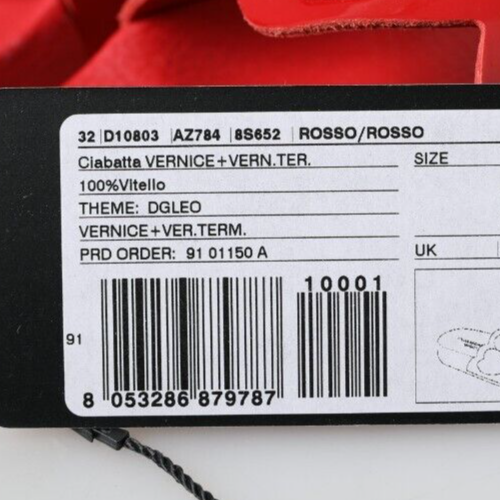 32 D10803 AZ784 8S652 ROSSO/ROSSO
Ciabatta VERNICE+VERN.TER.
SIZE
100%Vitello
THEME: DGLEO
VERNICE+VER.TERM.
PRD ORDER: 91 01150 A
UK
10001
91
8 053286 879787